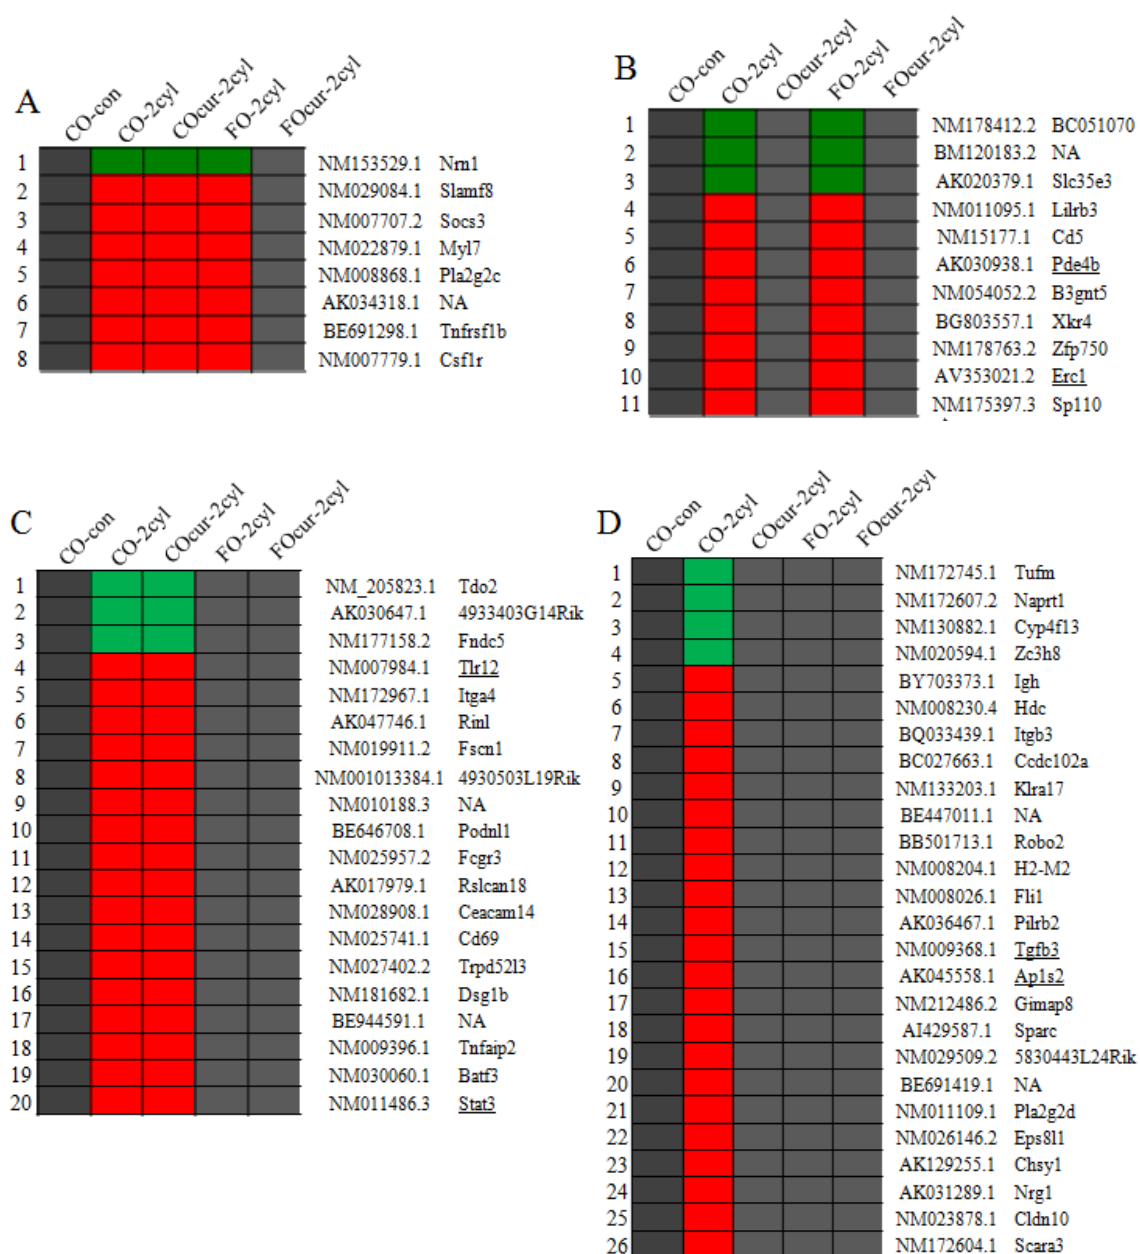 A
CO-con
CO-2cyl
COcur-2cyl
FO-2cyl
FOcur-2cyl
1 NM153529.1 Nrn1
2 NM029084.1 Slamf8
3 NM007707.2 Socs3
4 NM022879.1 Myl7
5 NM008868.1 Pla2g2c
6 AK034318.1 NA
7 BE691298.1 Tnfrsf1b
8 NM007779.1 Csf1r
B
CO-con
CO-2cyl
COcur-2cyl
FO-2cyl
FOcur-2cyl
1 NM178412.2 BC051070
2 BM120183.2 NA
3 AK020379.1 Slc35e3
4 NM011095.1 Lilrb3
5 NM15177.1 Cd5
6 AK030938.1 Pde4b
7 NM054052.2 B3gnt5
8 BG803557.1 Xkr4
9 NM178763.2 Zfp750
10 AV353021.2 Erc1
11 NM175397.3 Sp110
C
CO-con
CO-2cyl
COcur-2cyl
FO-2cyl
FOcur-2cyl
1 NM_205823.1 Tdo2
2 AK030647.1 4933403G14Rik
3 NM177158.2 Fndc5
4 NM007984.1 Tlr12
5 NM172967.1 Itga4
6 AK047746.1 Rinl
7 NM019911.2 Fscn1
8 NM001013384.1 4930503L19Rik
9 NM010188.3 NA
10 BE646708.1 Podnl1
11 NM025957.2 Fcgr3
12 AK017979.1 Rslcan18
13 NM028908.1 Ceacam14
14 NM025741.1 Cd69
15 NM027402.2 Trpd52l3
16 NM181682.1 Dsg1b
17 BE944591.1 NA
18 NM009396.1 Tnfaip2
19 NM030060.1 Batf3
20 NM011486.3 Stat3
D
CO-con
CO-2cyl
COcur-2cyl
FO-2cyl
FOcur-2cyl
1 NM172745.1 Tufm
2 NM172607.2 Naprt1
3 NM130882.1 Cyp4f13
4 NM020594.1 Zc3h8
5 BY703373.1 Igh
6 NM008230.4 Hdc
7 BQ033439.1 Itgb3
8 BC027663.1 Ccdc102a
9 NM133203.1 Klra17
10 BE447011.1 NA
11 BB501713.1 Robo2
12 NM008204.1 H2-M2
13 NM008026.1 Fli1
14 AK036467.1 Pilrb2
15 NM009368.1 Tgfb3
16 AK045558.1 Ap1s2
17 NM212486.2 Gimap8
18 AI429587.1 Sparc
19 NM029509.2 5830443L24Rik
20 BE691419.1 NA
21 NM011109.1 Pla2g2d
22 NM026146.2 Eps8l1
23 AK129255.1 Chsy1
24 AK031289.1 Nrg1
25 NM023878.1 Cldn10
26 NM172604.1 Scara3